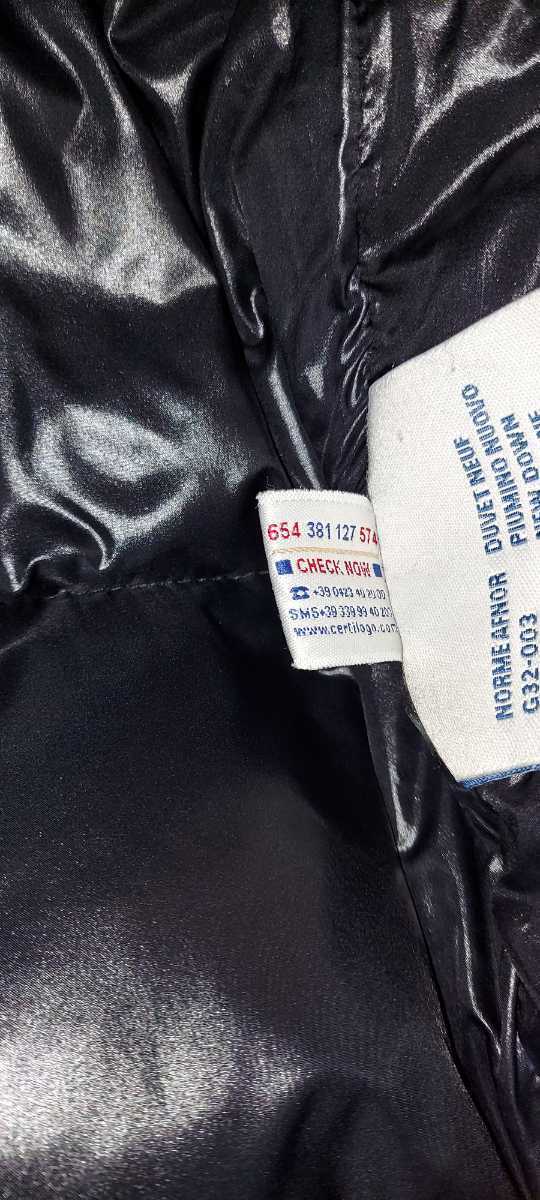 654 381 127 574
CHECK NOW
☎ +39 0423 40 20 00
SMS+39 339 99 40 20
www.certilogo.com
NORME AFNOR DUVET NEUF
G32-003 PIUMINO NUOVO
NEW DOWN